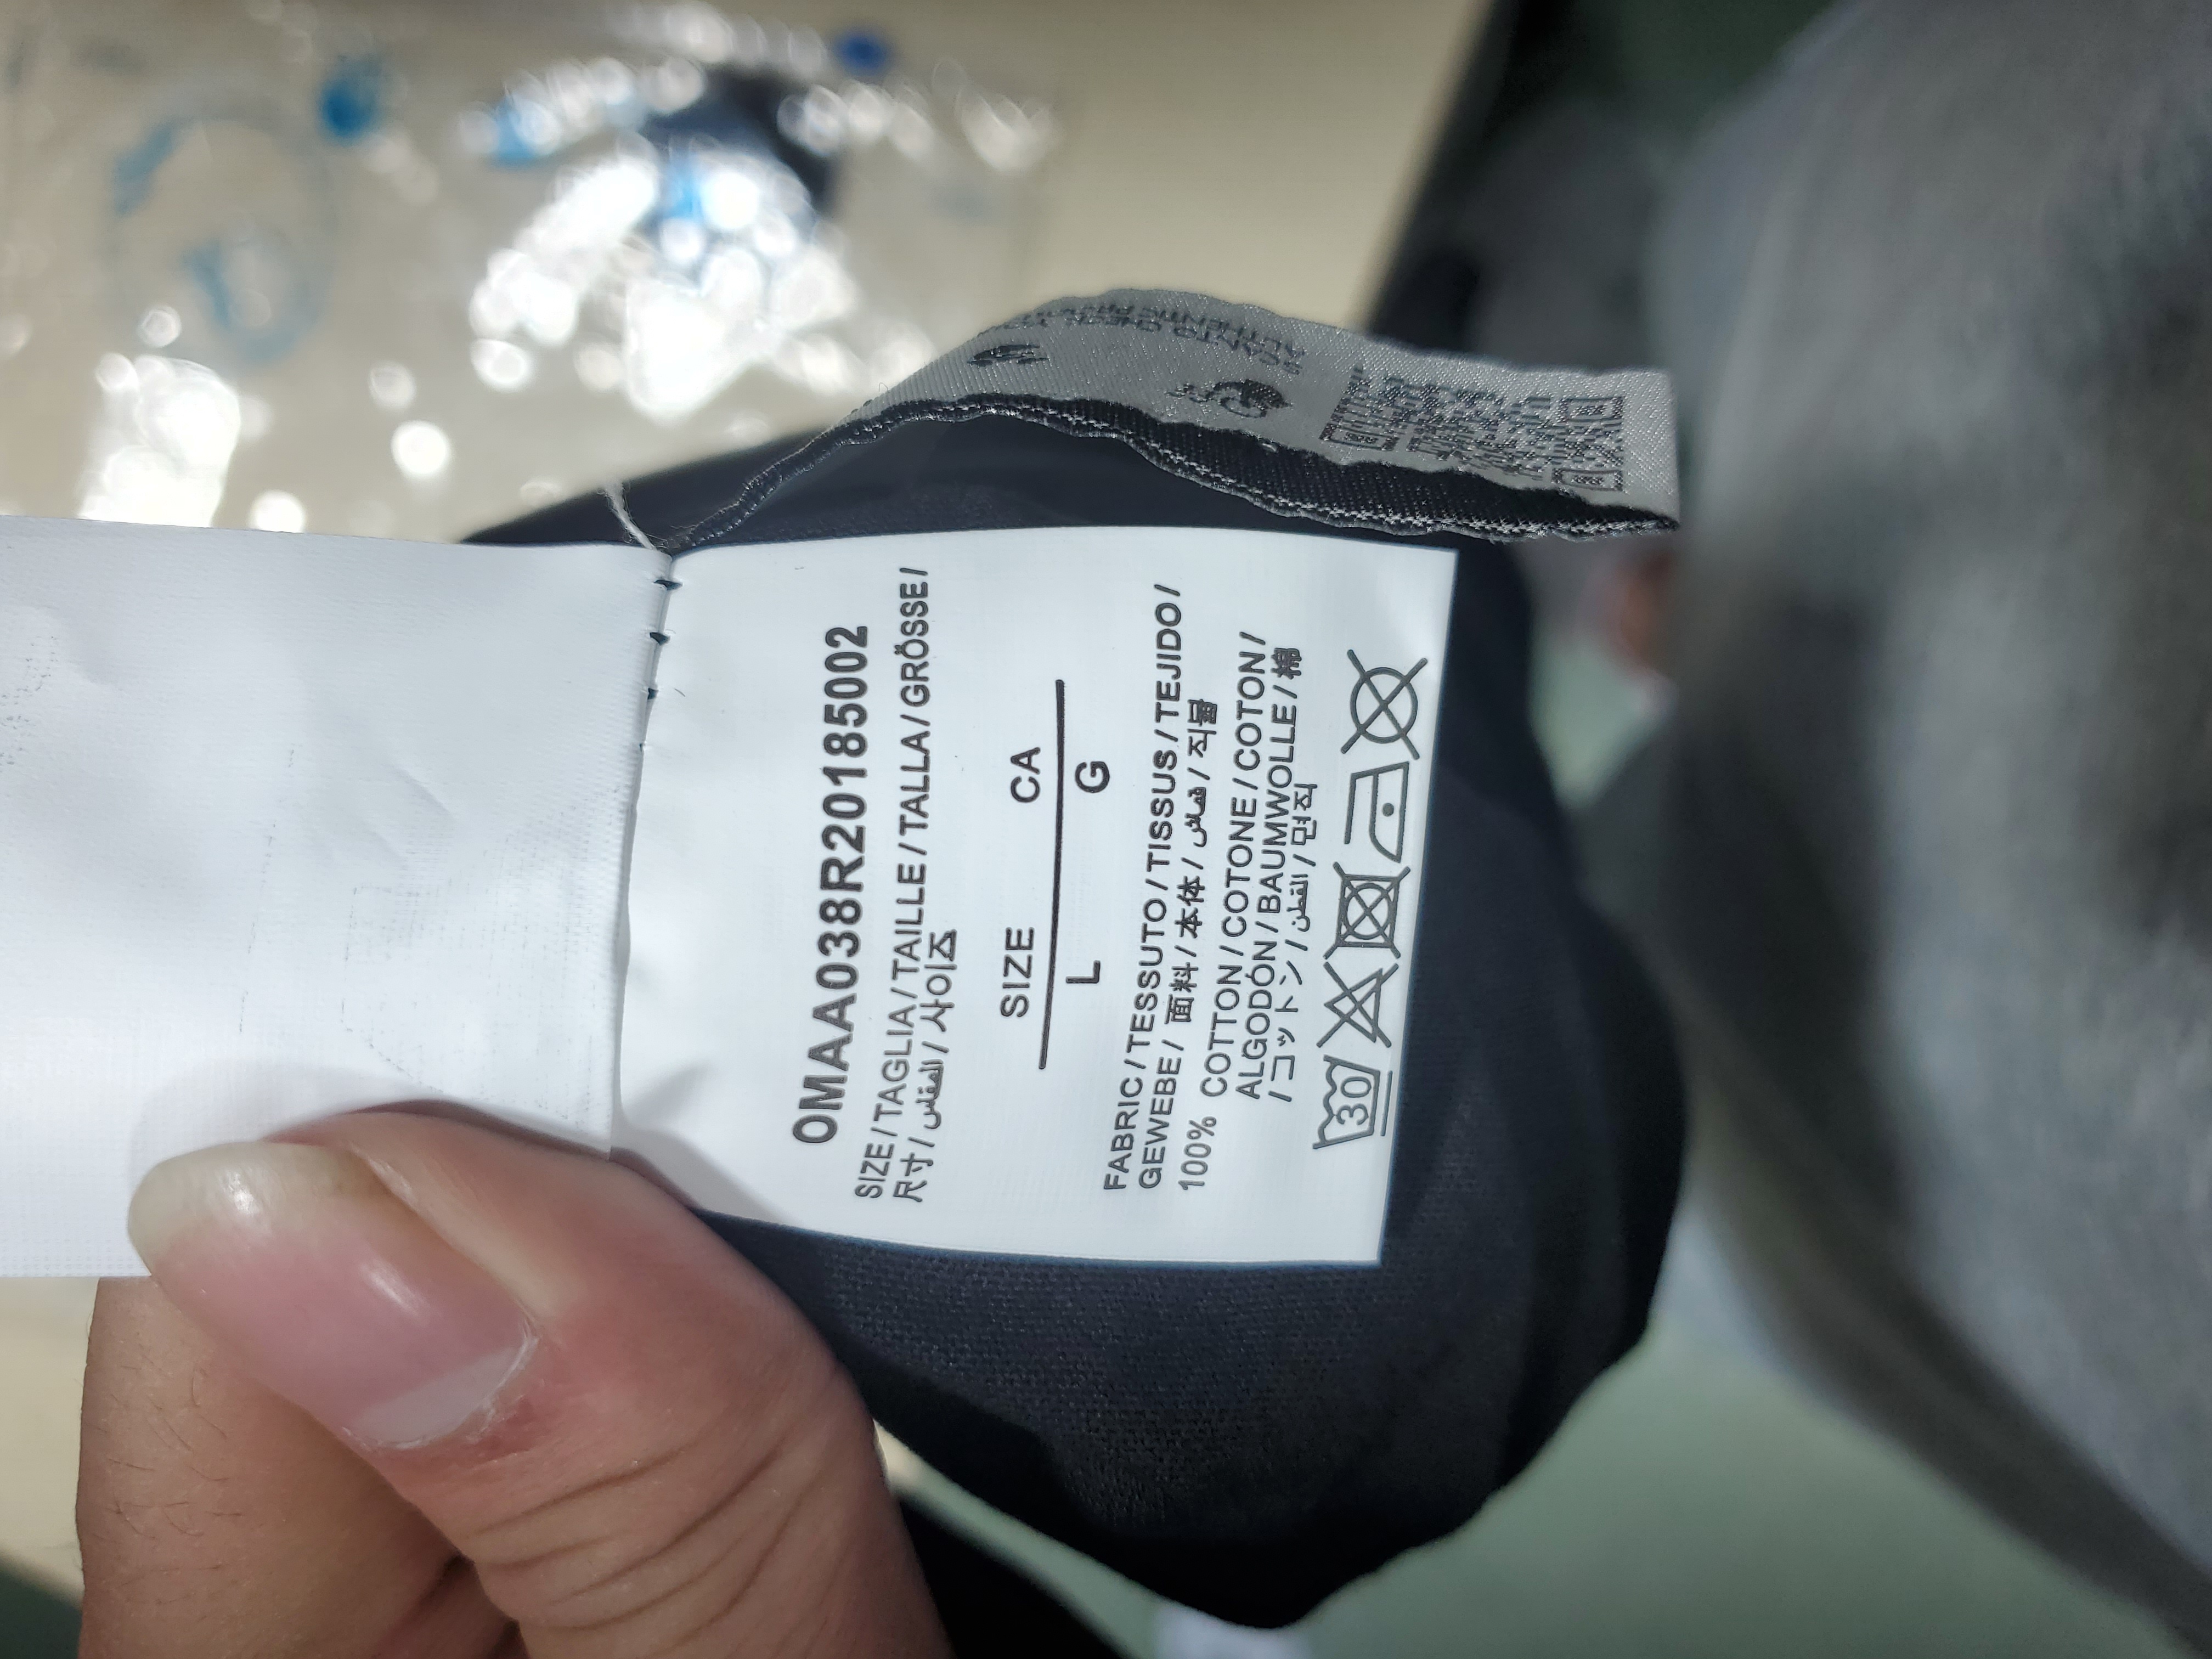 OMAA038R20185002
SIZE / TAGLIA / TAILLE / TALLA / GRÖSSE /
尺寸 / المقاس / 사이즈
SIZE CA
L G
FABRIC / TESSUTO / TISSUS / TEJIDO /
GEWEBE / 面料 / 本体 / قماش / 직물
100% COTTON / COTONE / COTON /
ALGODÓN / BAUMWOLLE / 棉
/ コットン / القطن / 면직
30